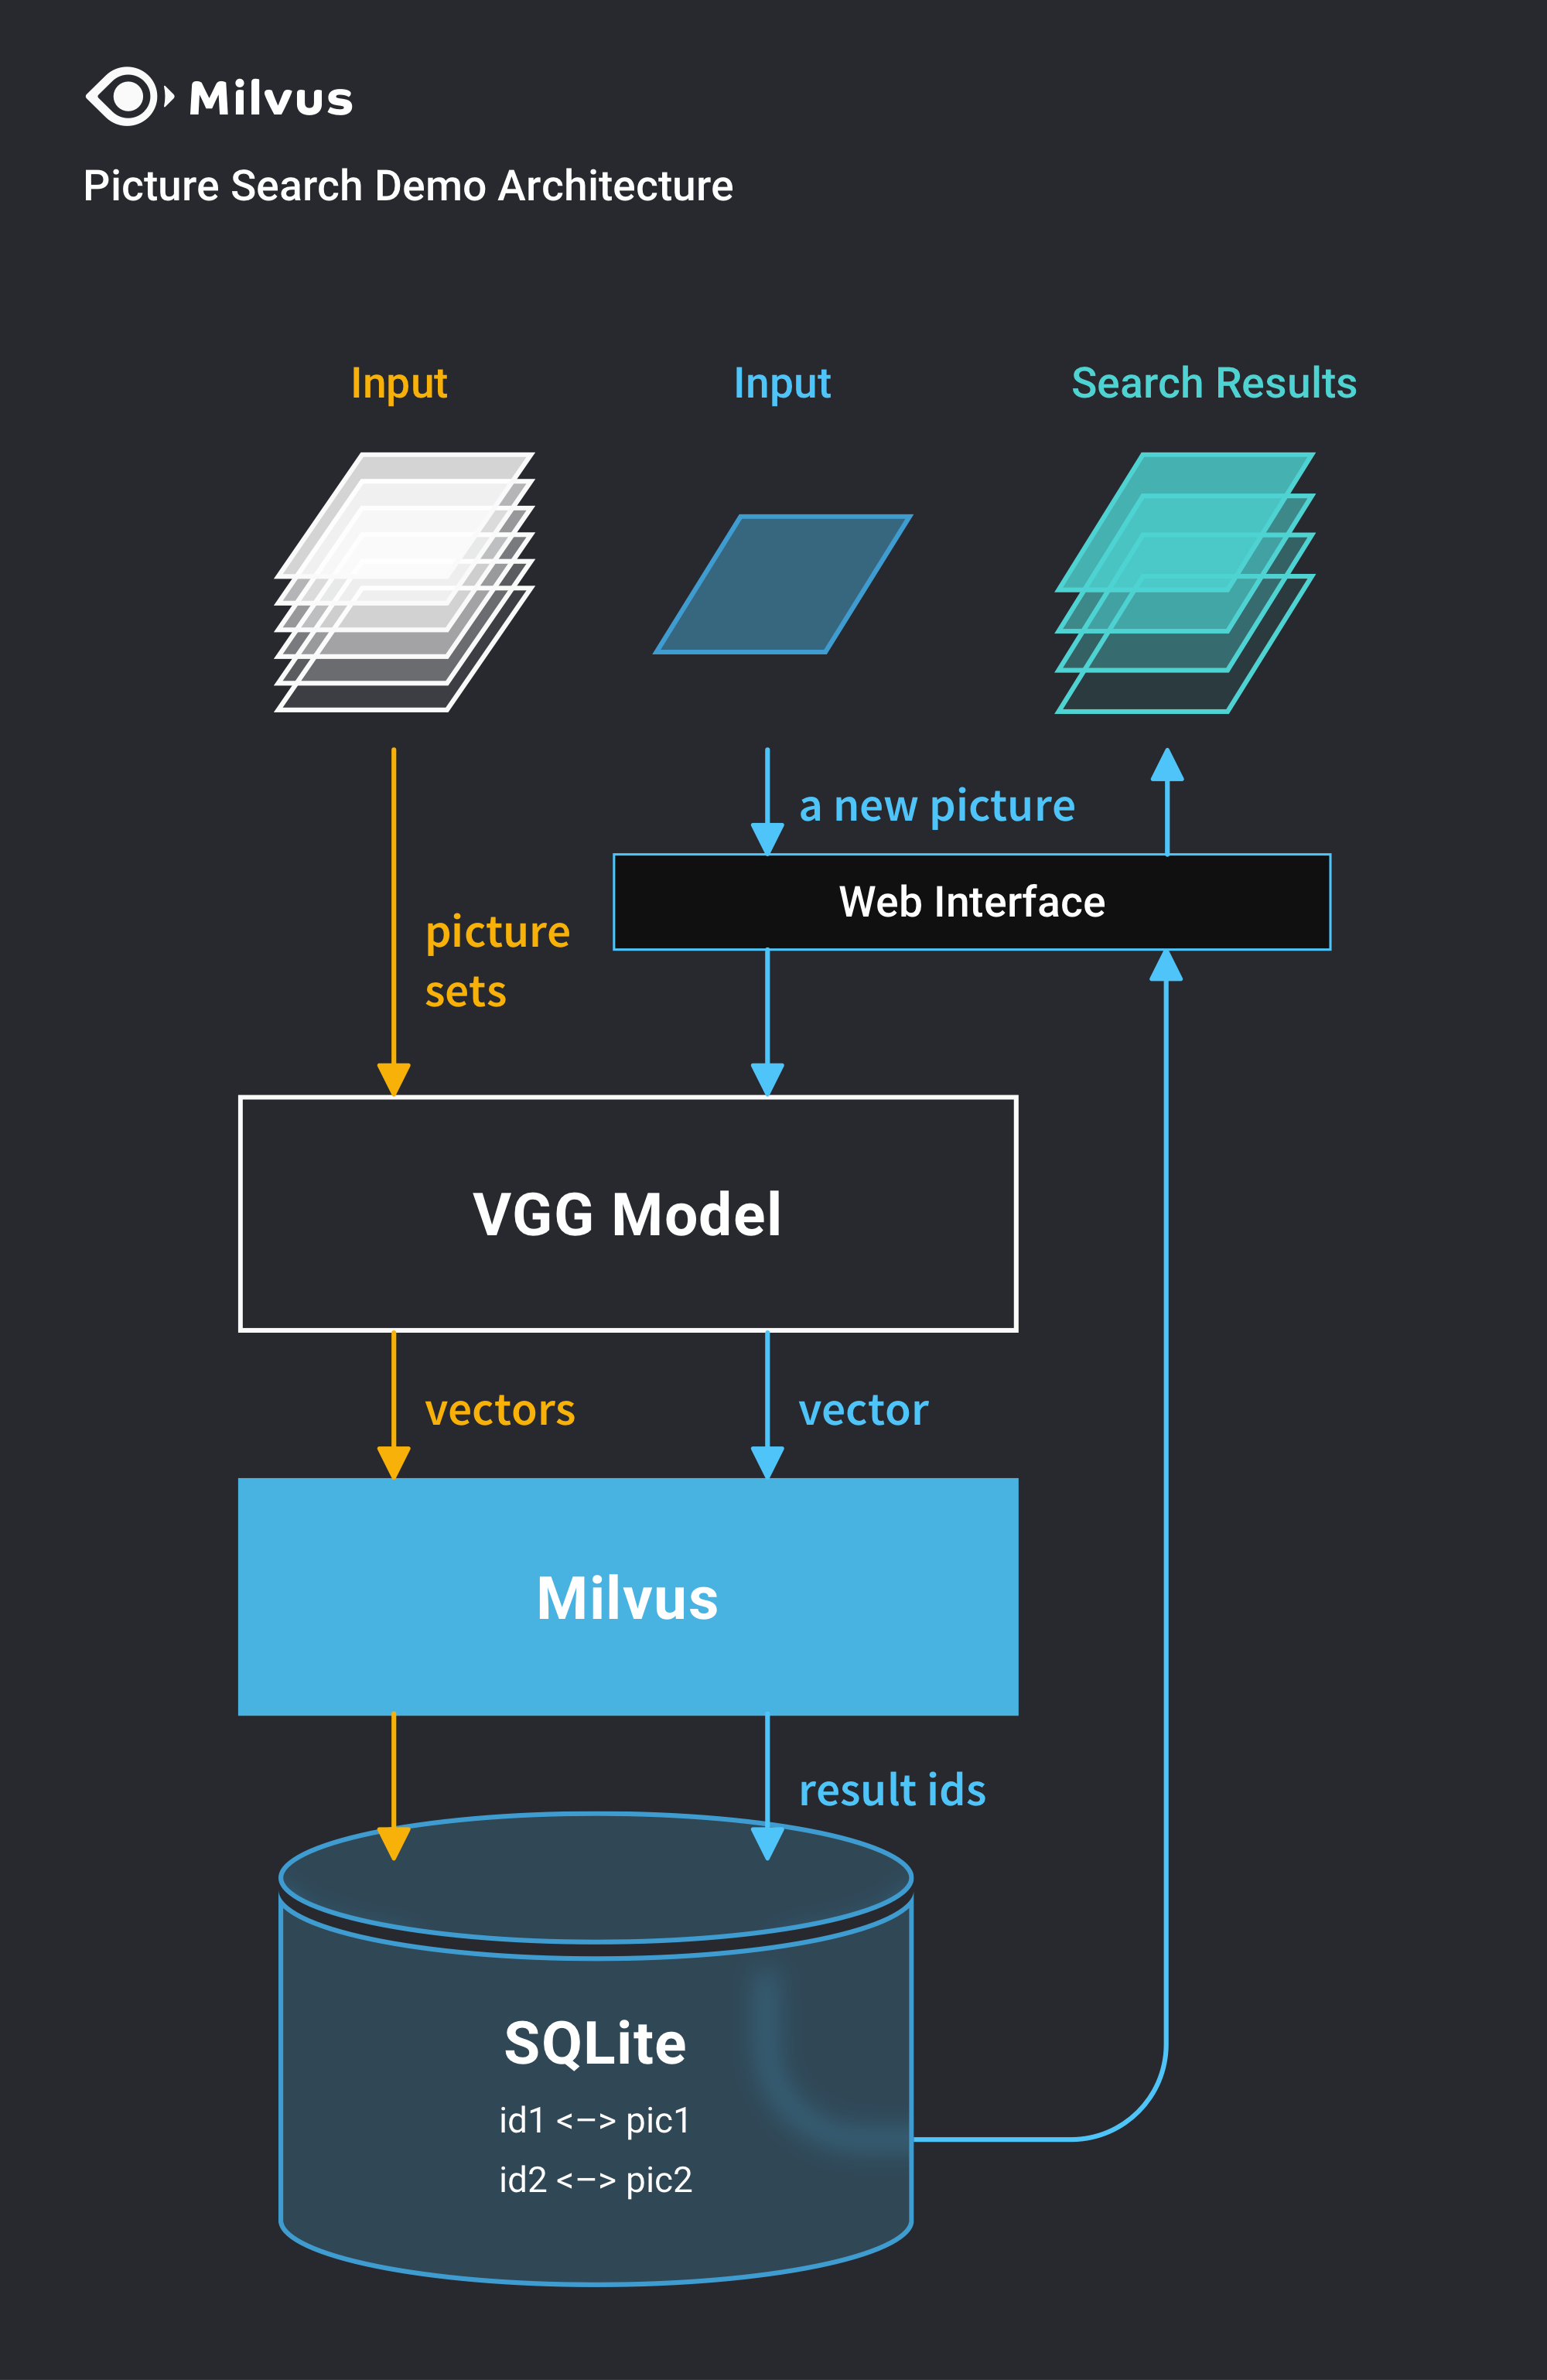 Milvus
Picture Search Demo Architecture
Input
Input
Search Results
a new picture
Web Interface
picture
sets
VGG Model
vectors
vector
Milvus
result ids
SQLite
id1 <–> pic1
id2 <–> pic2